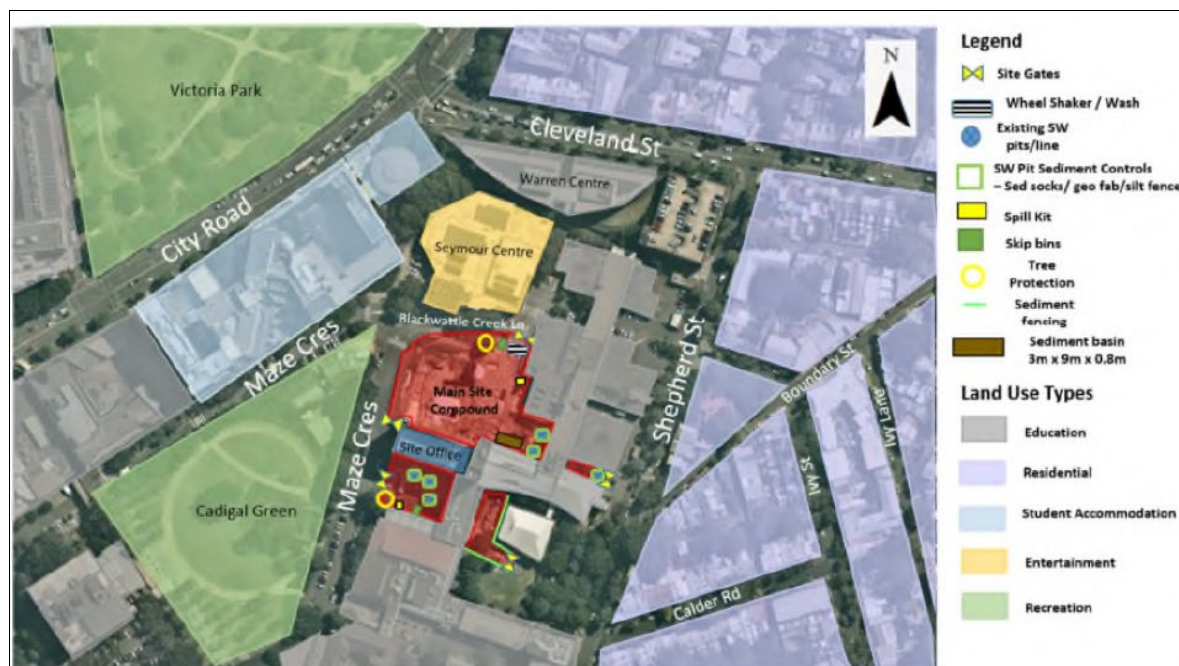 Victoria Park
N
Cleveland St
City Road
Warren Centre
Seymour Centre
Blackwattle Creek Ln
Maze Cres
Main Site
Compound
Site Office
Maze Cres
Cadigal Green
Shepherd St
Boundary St
Ivy Lane
Ivy St
Calder Rd
Legend
Site Gates
Wheel Shaker / Wash
Existing SW
pits/line
SW Pit Sediment Controls
– Sed socks/ geo fab/silt fence
Spill Kit
Skip bins
Tree
Protection
Sediment
fencing
Sediment basin
3m x 9m x 0.8m
Land Use Types
Education
Residential
Student Accommodation
Entertainment
Recreation